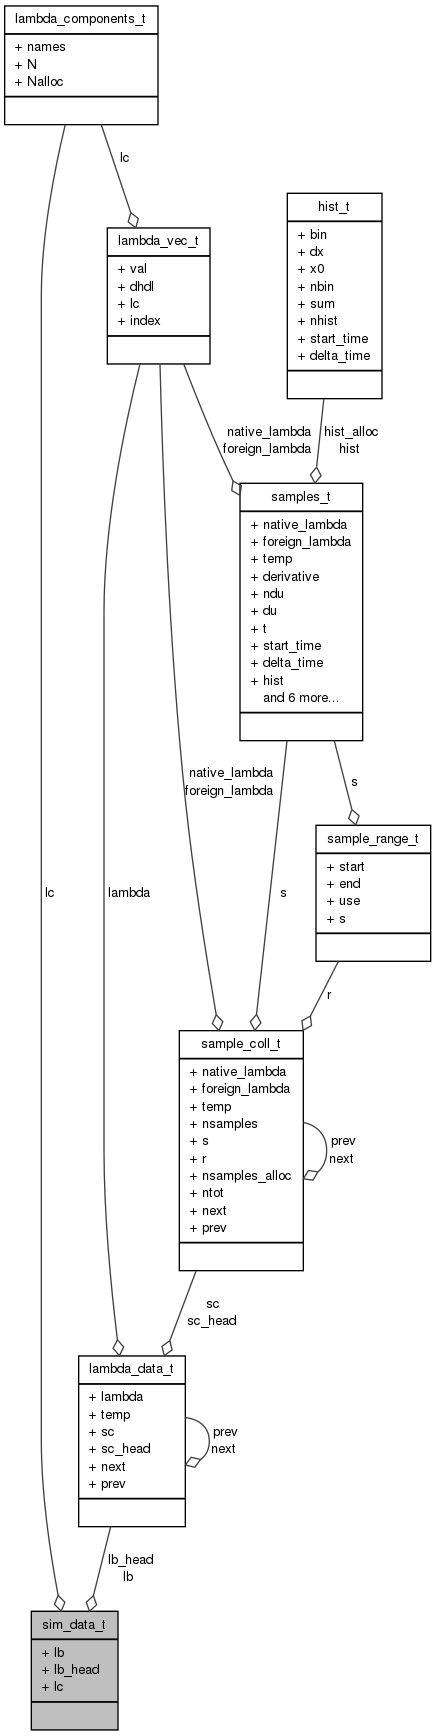 lambda_components_t
+ names
+ N
+ Nalloc
lc
lambda_vec_t
+ val
+ dhdl
+ lc
+ index
hist_t
+ bin
+ dx
+ x0
+ nbin
+ sum
+ nhist
+ start_time
+ delta_time
native_lambda
foreign_lambda
hist_alloc
hist
samples_t
+ native_lambda
+ foreign_lambda
+ temp
+ derivative
+ ndu
+ du
+ t
+ start_time
+ delta_time
+ hist
and 6 more...
native_lambda
foreign_lambda
s
sample_range_t
+ start
+ end
+ use
+ s
lc
lambda
s
r
sample_coll_t
+ native_lambda
+ foreign_lambda
+ temp
+ nsamples
+ s
+ r
+ nsamples_alloc
+ ntot
+ next
+ prev
prev
next
sc
sc_head
lambda_data_t
+ lambda
+ temp
+ sc
+ sc_head
+ next
+ prev
prev
next
lb_head
lb
sim_data_t
+ lb
+ lb_head
+ lc